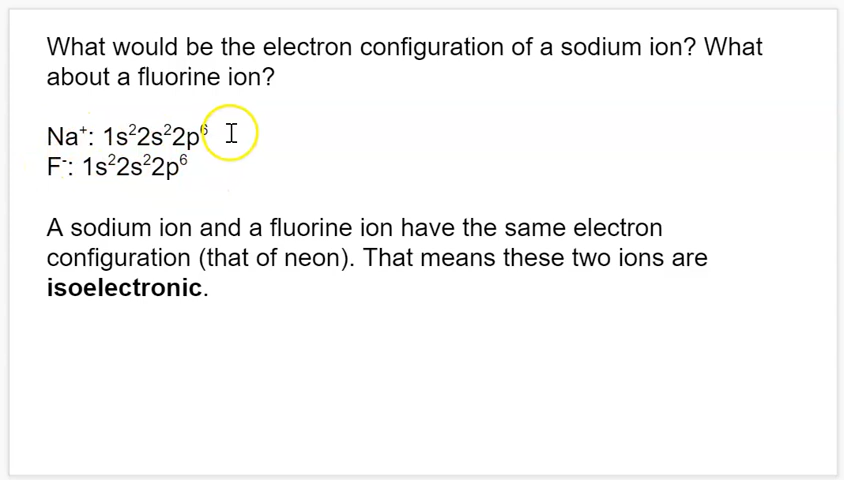 What would be the electron configuration of a sodium ion? What
about a fluorine ion?
Na⁺: 1s²2s²2p⁶
F⁻: 1s²2s²2p⁶
A sodium ion and a fluorine ion have the same electron
configuration (that of neon). That means these two ions are
isoelectronic.